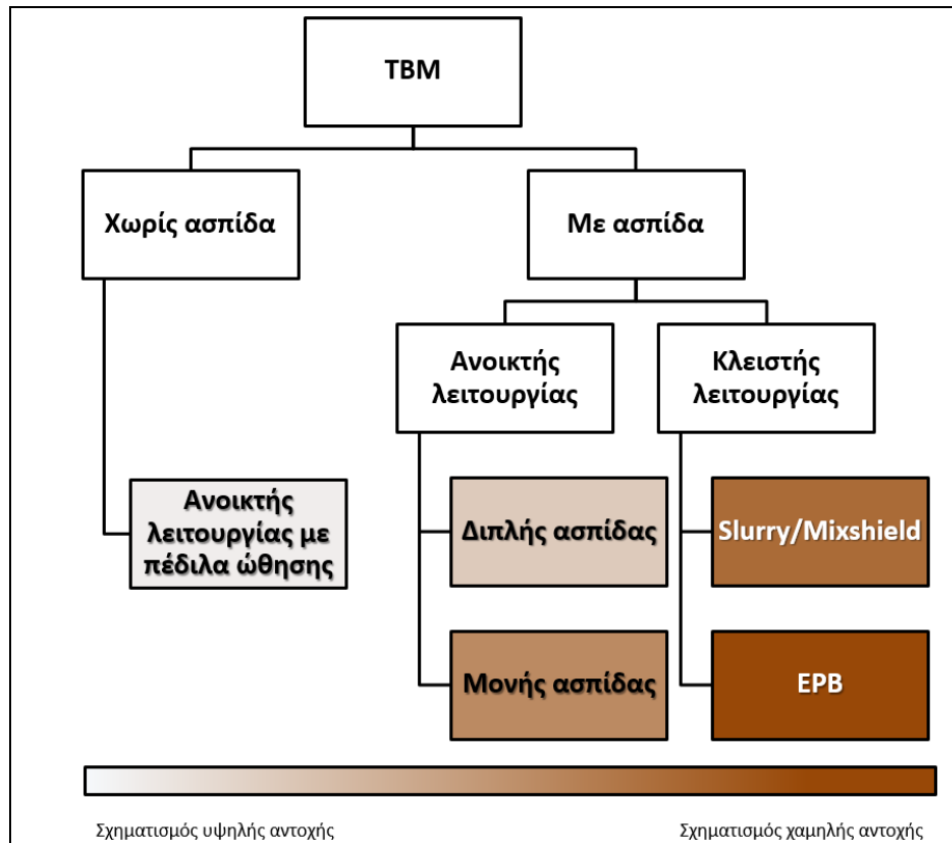 TBM
Χωρίς ασπίδα
Με ασπίδα
Ανοικτής
λειτουργίας
Κλειστής
λειτουργίας
Ανοικτής
λειτουργίας με
πέδιλα ώθησης
Διπλής ασπίδας
Slurry/Mixshield
Μονής ασπίδας
EPB
Σχηματισμός υψηλής αντοχής
Σχηματισμός χαμηλής αντοχής